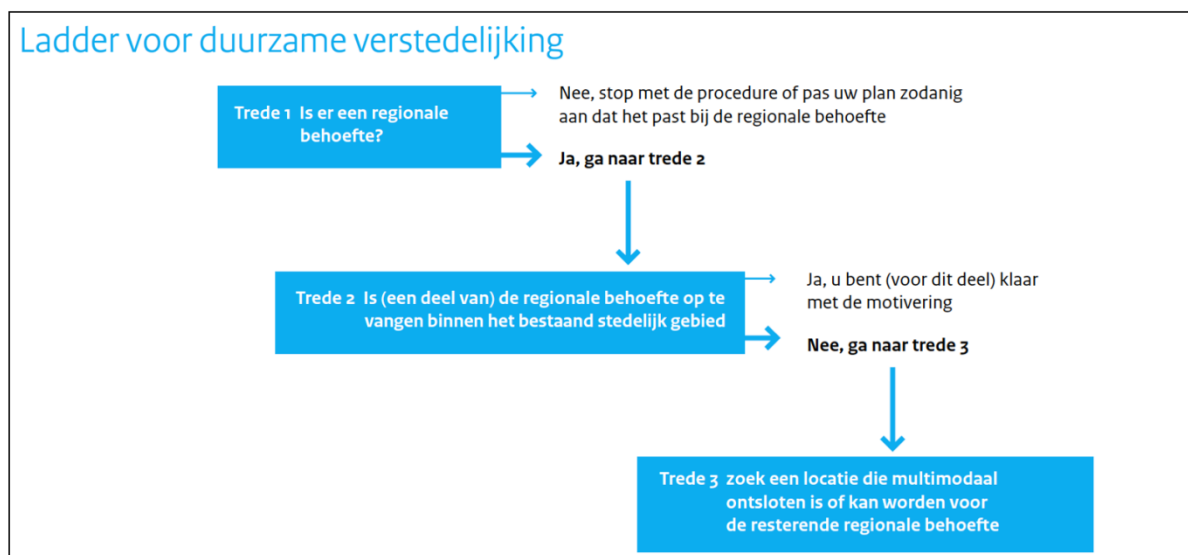 Ladder voor duurzame verstedelijking
Trede 1 Is er een regionale
behoefte?
Nee, stop met de procedure of pas uw plan zodanig
aan dat het past bij de regionale behoefte
Ja, ga naar trede 2
Trede 2 Is (een deel van) de regionale behoefte op te
vangen binnen het bestaand stedelijk gebied
Ja, u bent (voor dit deel) klaar
met de motivering
Nee, ga naar trede 3
Trede 3 zoek een locatie die multimodaal
ontsloten is of kan worden voor
de resterende regionale behoefte